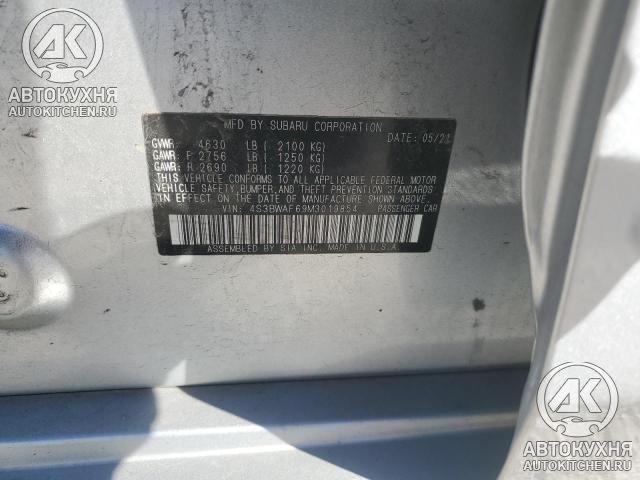 AK
АВТОКУХНЯ
AUTOKITCHEN.RU
MFD BY SUBARU CORPORATION
DATE: 05/21
GVWR: 4630 LB ( 2100 KG)
GAWR: F 2756 LB ( 1250 KG)
GAWR: R 2690 LB ( 1220 KG)
THIS VEHICLE CONFORMS TO ALL APPLICABLE FEDERAL MOTOR
VEHICLE SAFETY, BUMPER, AND THEFT PREVENTION STANDARDS
IN EFFECT ON THE DATE OF MANUFACTURE SHOWN ABOVE.
VIN: 4S3BWAF69M3019854 PASSENGER CAR
ASSEMBLED BY SIA INC. IN U.S.A.
AK
АВТОКУХНЯ
AUTOKITCHEN.RU